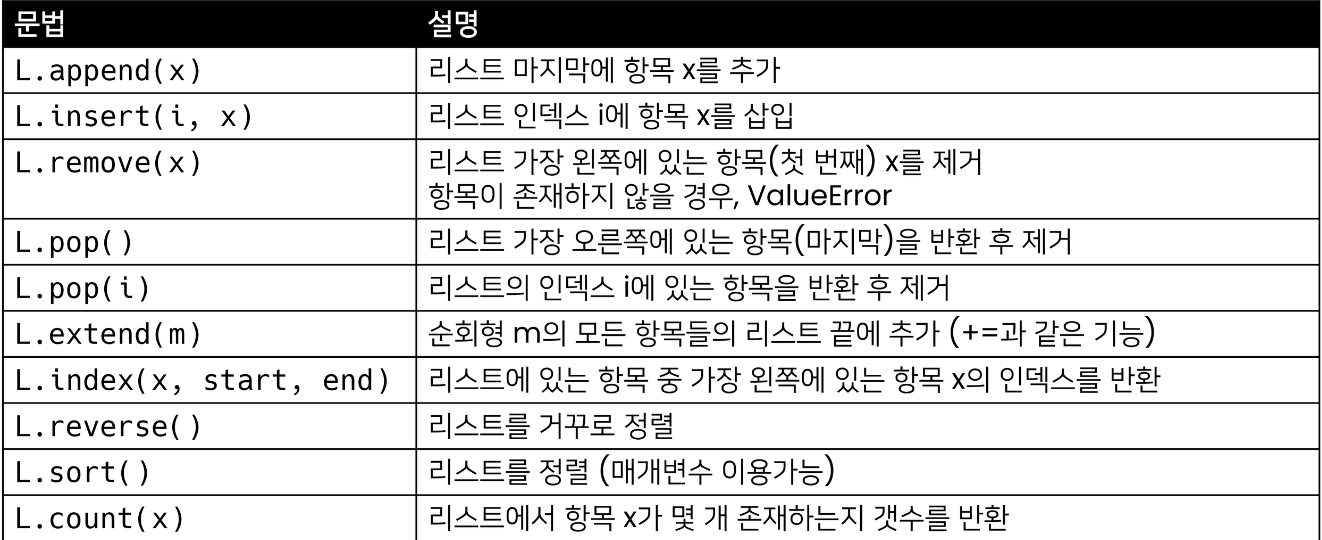 문법 설명
L.append(x) 리스트 마지막에 항목 x를 추가
L.insert(i, x) 리스트 인덱스 i에 항목 x를 삽입
L.remove(x) 리스트 가장 왼쪽에 있는 항목(첫 번째) x를 제거
항목이 존재하지 않을 경우, ValueError
L.pop() 리스트 가장 오른쪽에 있는 항목(마지막)을 반환 후 제거
L.pop(i) 리스트의 인덱스 i에 있는 항목을 반환 후 제거
L.extend(m) 순회형 m의 모든 항목들의 리스트 끝에 추가 (+=과 같은 기능)
L.index(x, start, end) 리스트에 있는 항목 중 가장 왼쪽에 있는 항목 x의 인덱스를 반환
L.reverse() 리스트를 거꾸로 정렬
L.sort() 리스트를 정렬 (매개변수 이용가능)
L.count(x) 리스트에서 항목 x가 몇 개 존재하는지 갯수를 반환